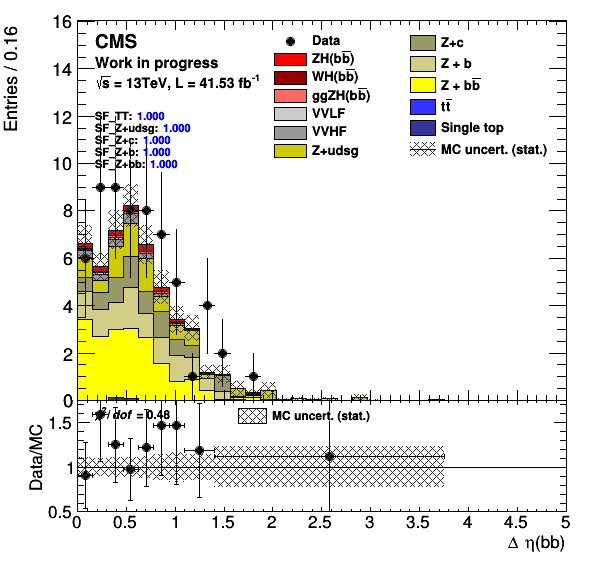 Entries / 0.16
16
14
12
10
8
6
4
2
0
CMS
Work in progress
√s = 13TeV, L = 41.53 fb⁻¹
SF_TT: 1.000
SF_Z+udsg: 1.000
SF_Z+c: 1.000
SF_Z+b: 1.000
SF_Z+bb: 1.000
Data
ZH(bb̅)
WH(bb̅)
ggZH(bb̅)
VVLF
VVHF
Z+udsg
Z+c
Z + b
Z + bb̅
tt̅
Single top
MC uncert. (stat.)
Data/MC
1.5
1
0.5
/ dof = 0.48
MC uncert. (stat.)
0 0.5 1 1.5 2 2.5 3 3.5 4 4.5 5
Δ η(bb)